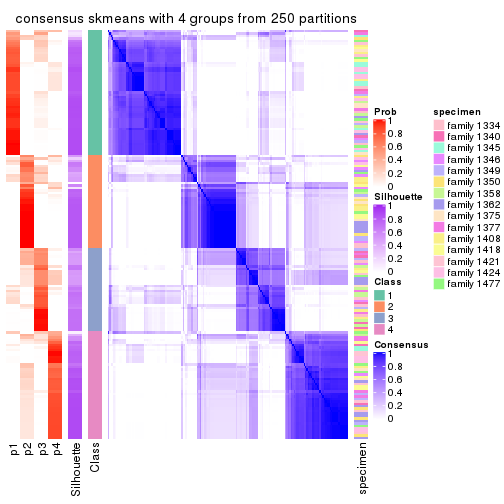 consensus skmeans with 4 groups from 250 partitions
Prob
1
0.8
0.6
0.4
0.2
0
Silhouette
1
0.8
0.6
0.4
0.2
0
Class
1
2
3
4
Consensus
1
0.8
0.6
0.4
0.2
0
specimen
family 1334
family 1340
family 1345
family 1346
family 1349
family 1350
family 1358
family 1362
family 1375
family 1377
family 1408
family 1418
family 1421
family 1424
family 1477
p1
p2
p3
p4
Silhouette
Class
specimen